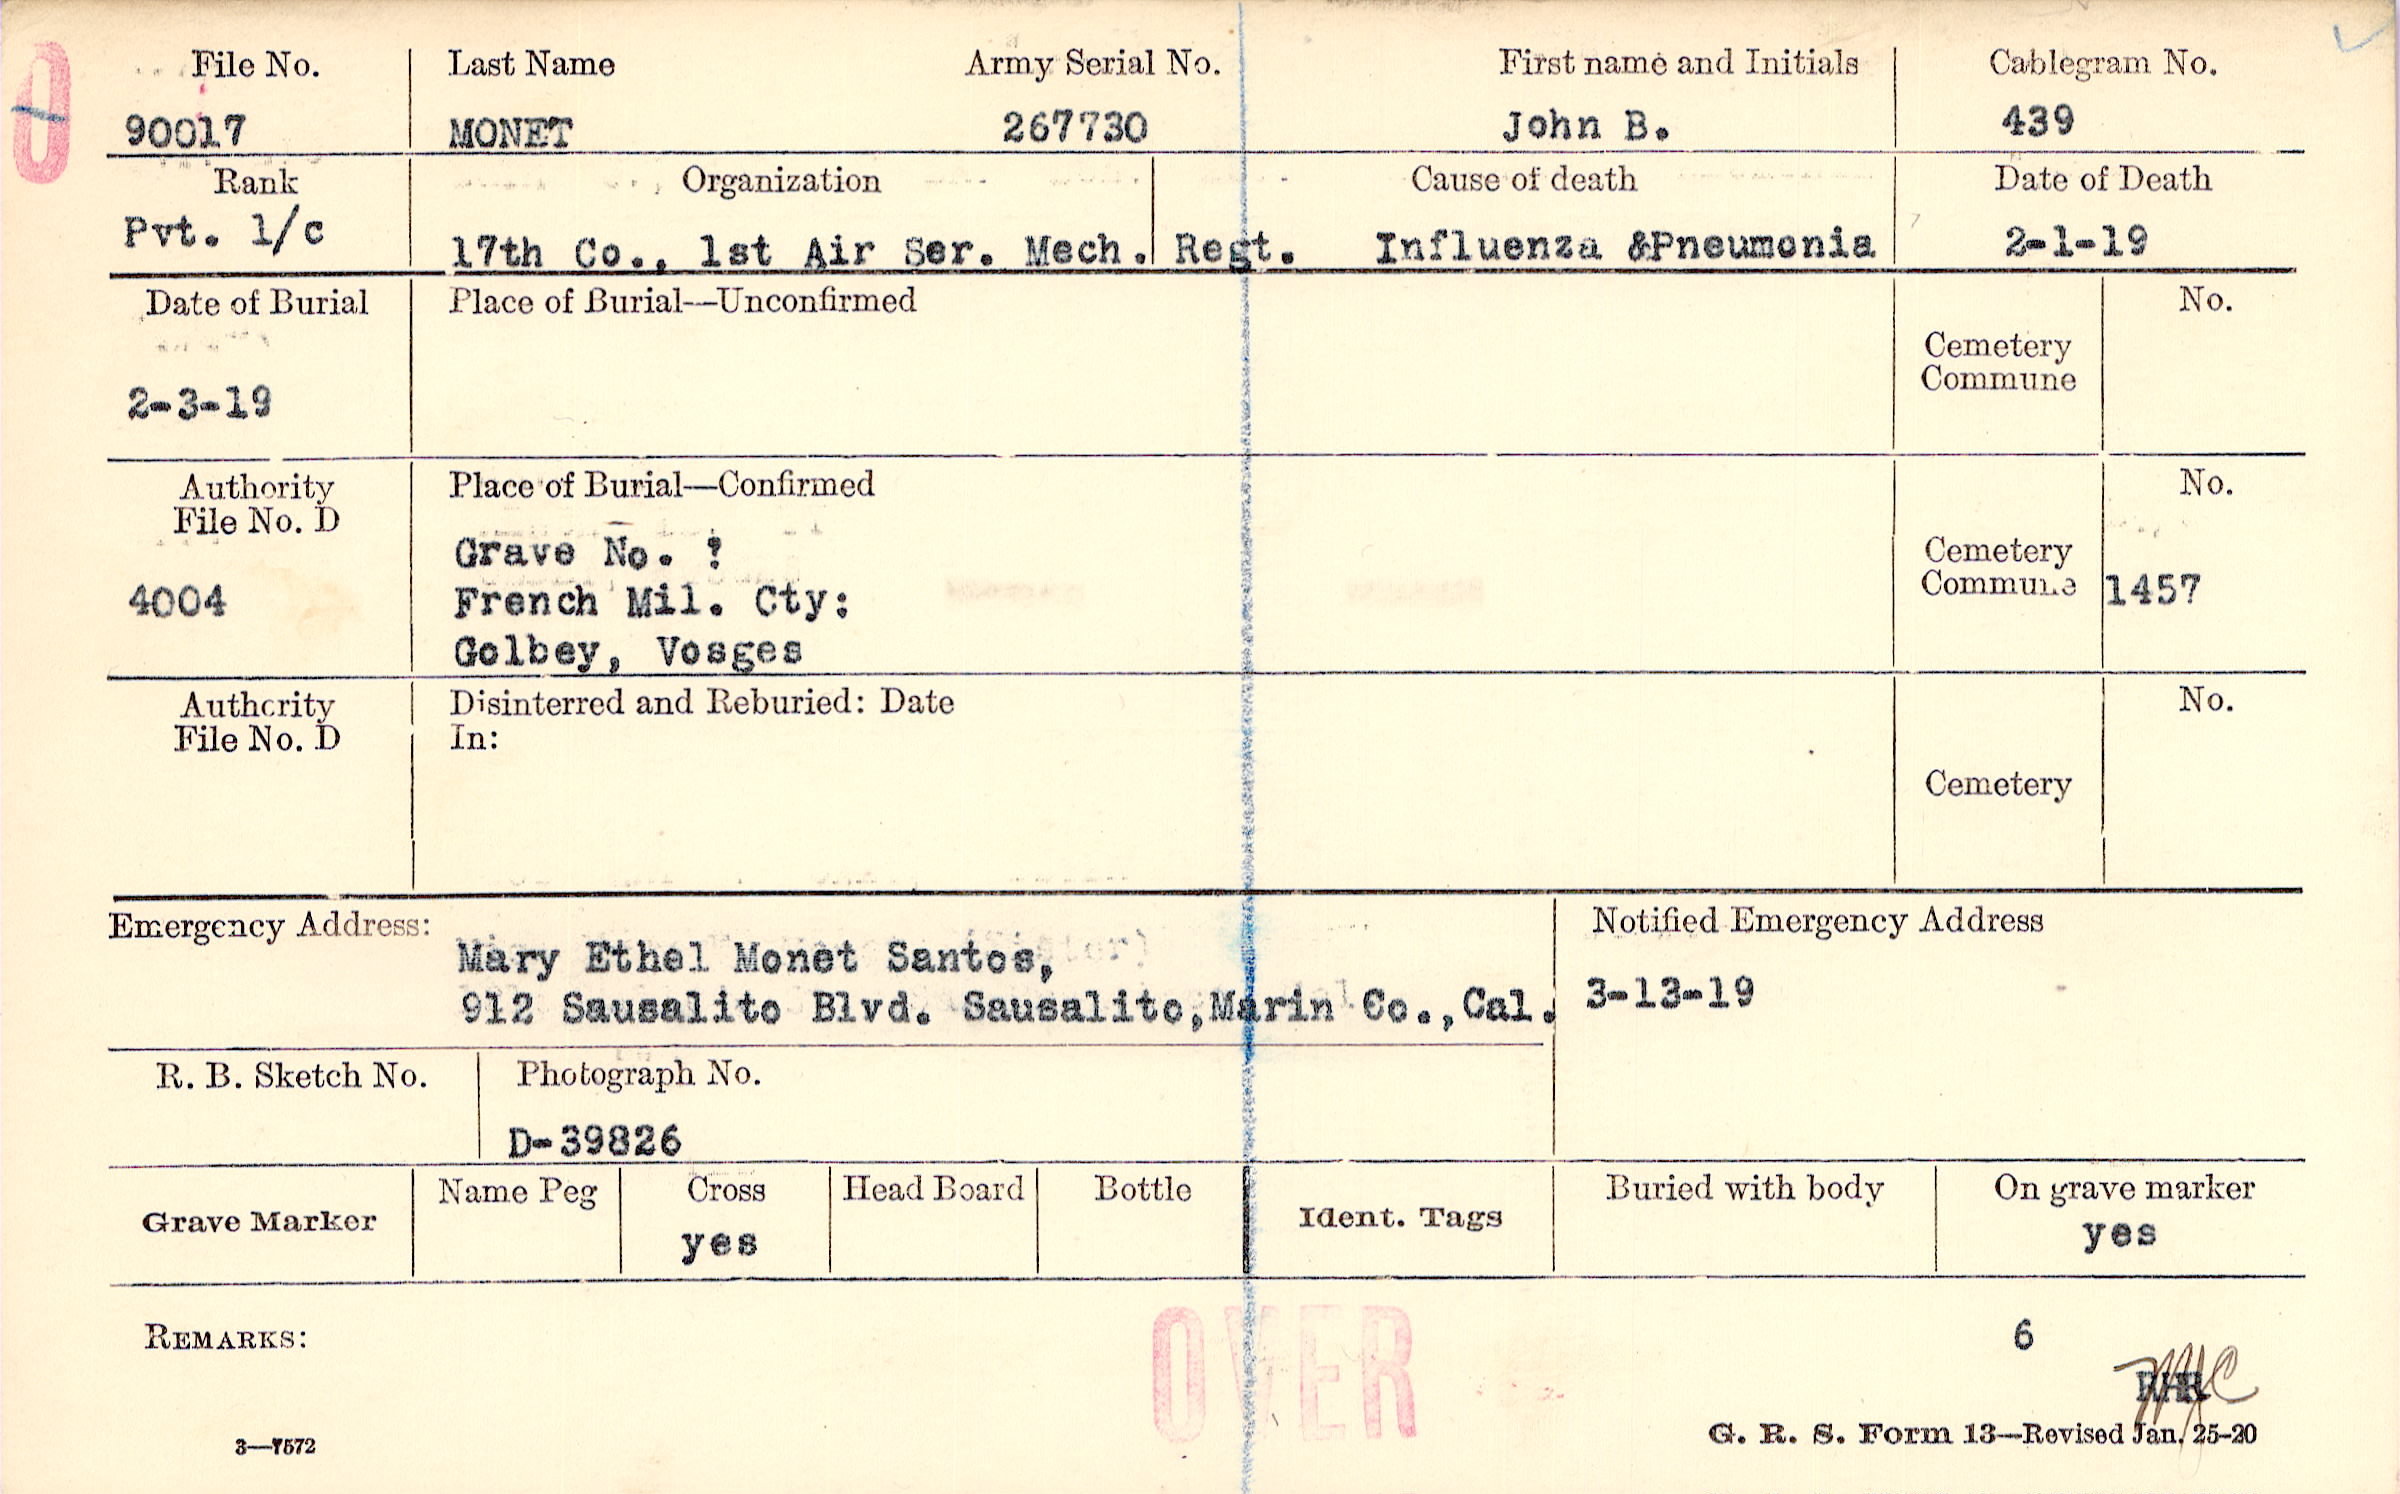 File No. Last Name Army Serial No. First name and Initials Cablegram No.
90017 MONET 267730 John B. 439
Rank Organization Cause of death Date of Death
Pvt. 1/c 17th Co., 1st Air Ser. Mech. Regt. Influenza &Pneumonia 2-1-19
Date of Burial Place of Burial—Unconfirmed No.
Cemetery
Commune
2-3-19
Authority Place of Burial—Confirmed No.
File No. D
Grave No. ?
Cemetery
4004 French Mil. Cty: Commune 1457
Golbey, Vosges
Authority Disinterred and Reburied: Date No.
File No. D In:
Cemetery
Emergency Address: Notified Emergency Address
Mary Ethel Monet Santos,
912 Sausalito Blvd. Sausalito,Marin Co.,Cal. 3-13-19
R. B. Sketch No. Photograph No.
D-39826
Grave Marker Name Peg Cross Head Board Bottle Ident. Tags Buried with body On grave marker
yes yes
REMARKS: 6
OVER
3—7572 G. R. S. Form 13—Revised Jan. 25-20